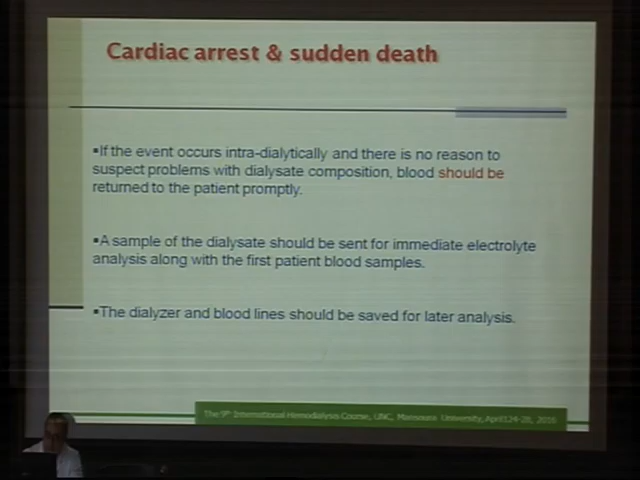 Cardiac arrest & sudden death
▪If the event occurs intra-dialytically and there is no reason to
suspect problems with dialysate composition, blood should be
returned to the patient promptly.
▪A sample of the dialysate should be sent for immediate electrolyte
analysis along with the first patient blood samples.
▪The dialyzer and blood lines should be saved for later analysis.
The 9th International Hemodialysis Course, UNC, Mansoura University, April 24-28, 2016